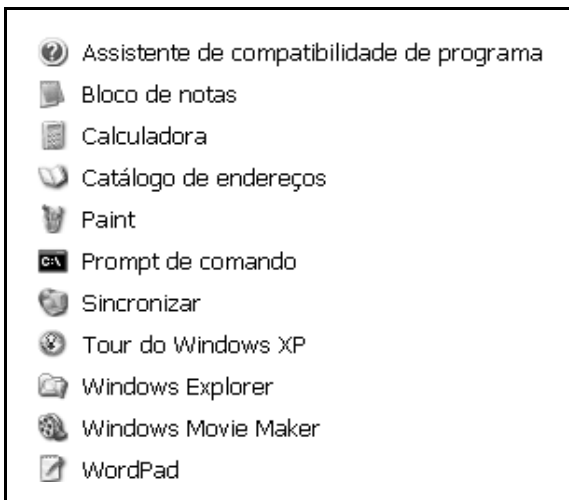 Assistente de compatibilidade de programa
Bloco de notas
Calculadora
Catálogo de endereços
Paint
C:\ Prompt de comando
Sincronizar
Tour do Windows XP
Windows Explorer
Windows Movie Maker
WordPad